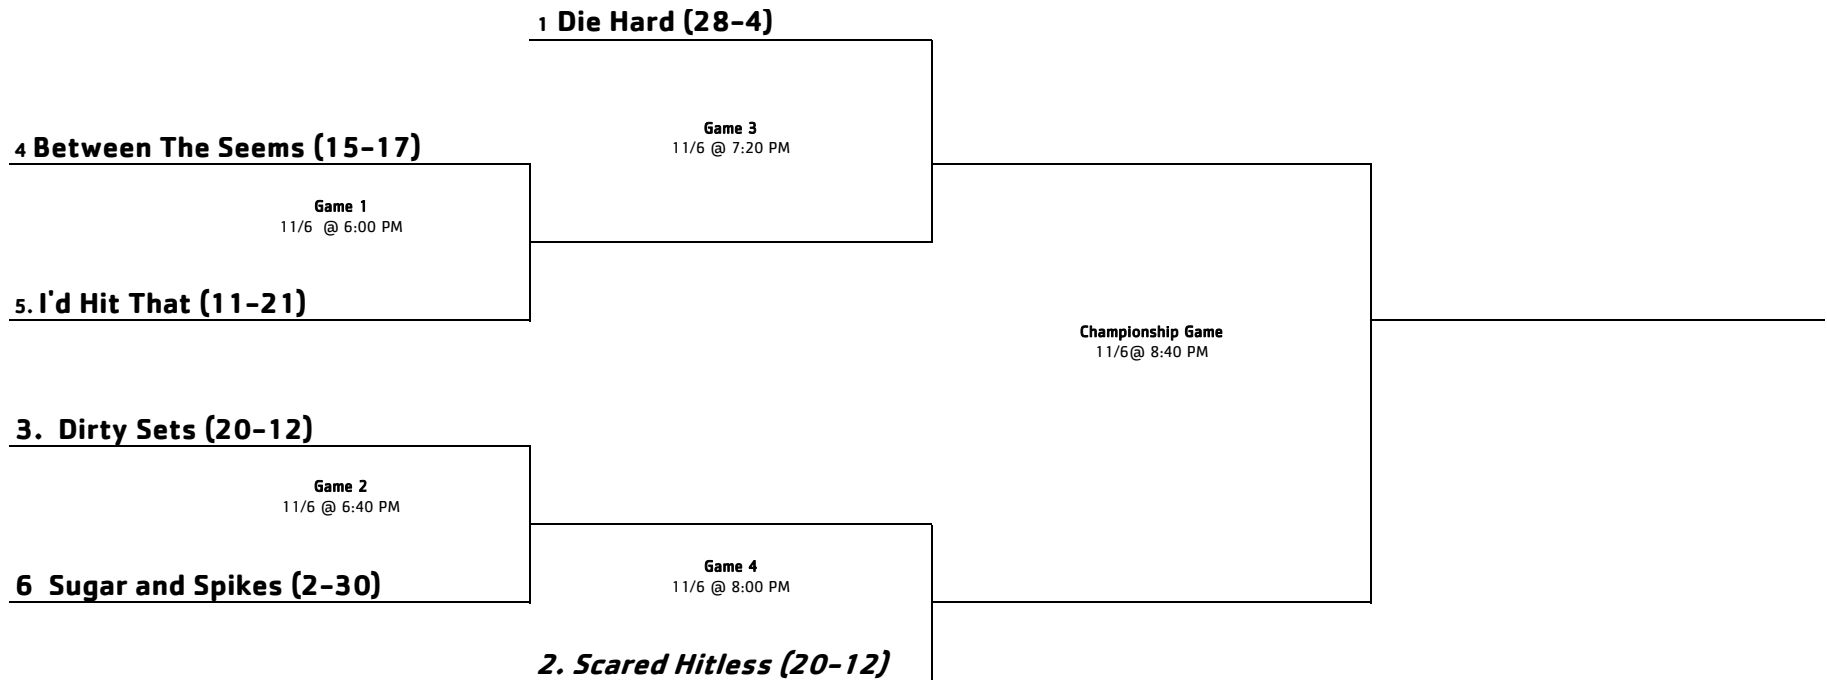 1 Die Hard (28-4)
Game 3
11/6 @ 7:20 PM
4 Between The Seems (15-17)
Game 1
11/6 @ 6:00 PM
5. I'd Hit That (11-21)
Championship Game
11/6@ 8:40 PM
3. Dirty Sets (20-12)
Game 2
11/6 @ 6:40 PM
Game 4
11/6 @ 8:00 PM
6 Sugar and Spikes (2-30)
2. Scared Hitless (20-12)